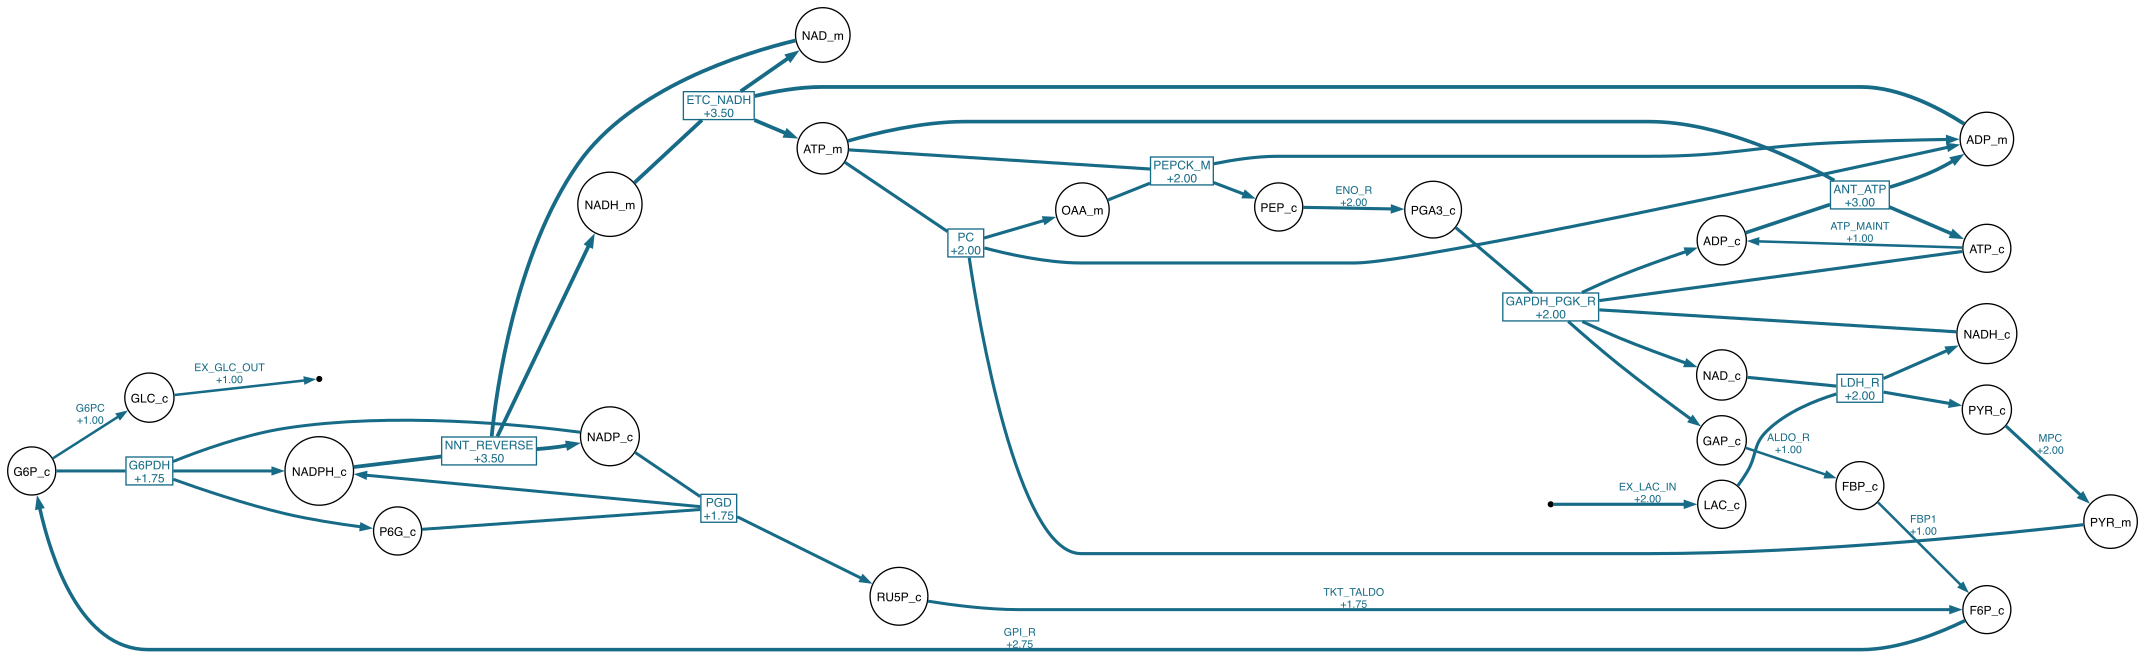 NAD_m
ETC_NADH
+3.50
ADP_m
ATP_m
PEPCK_M
+2.00
ANT_ATP
+3.00
NADH_m
OAA_m
PEP_c
ENO_R
+2.00
PGA3_c
ADP_c
ATP_MAINT
+1.00
ATP_c
PC
+2.00
GAPDH_PGK_R
+2.00
NADH_c
EX_GLC_OUT
+1.00
GLC_c
NAD_c
LDH_R
+2.00
PYR_c
G6PC
+1.00
NNT_REVERSE
+3.50
NADP_c
GAP_c
ALDO_R
+1.00
MPC
+2.00
G6P_c
G6PDH
+1.75
NADPH_c
FBP_c
EX_LAC_IN
+2.00
LAC_c
PGD
+1.75
P6G_c
FBP1
+1.00
PYR_m
RU5P_c
TKT_TALDO
+1.75
F6P_c
GPI_R
+2.75